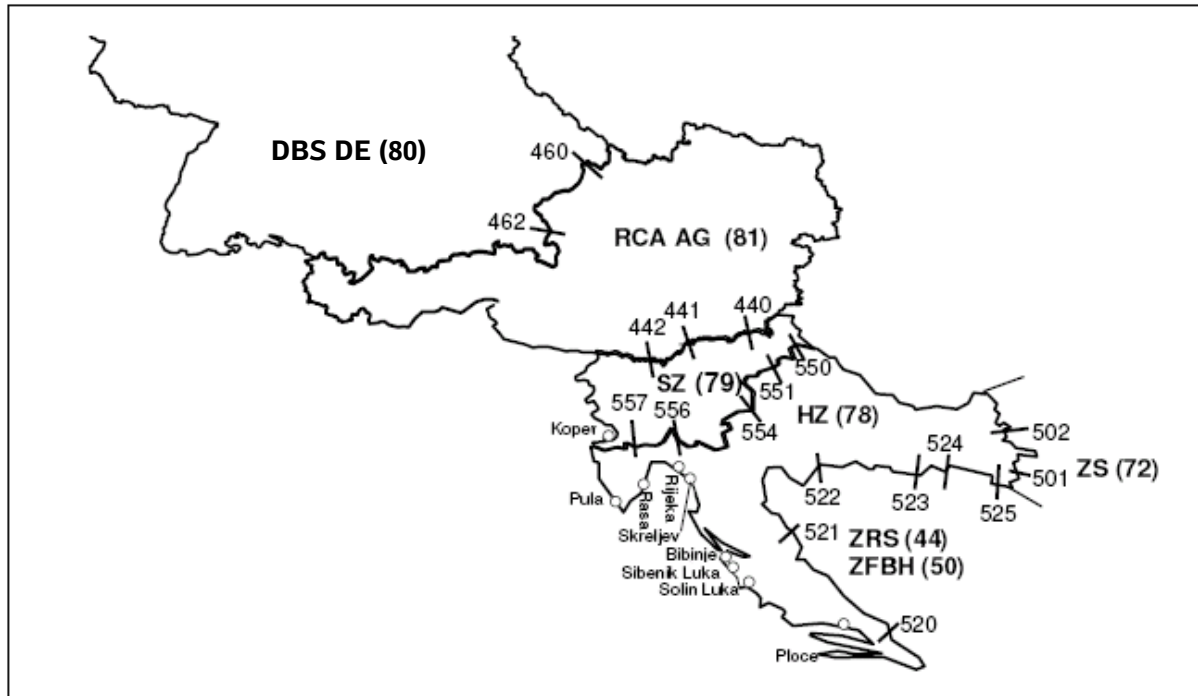 DBS DE (80)
460
462
RCA AG (81)
442
441
440
SZ (79)
550
551
557
556
554
HZ (78)
Koper
502
524
501
ZS (72)
522
523
525
Pula
Rasa
Rijeka
Skreljev
521
ZRS (44)
ZFBH (50)
Bibinje
Sibenik Luka
Solin Luka
520
Ploce